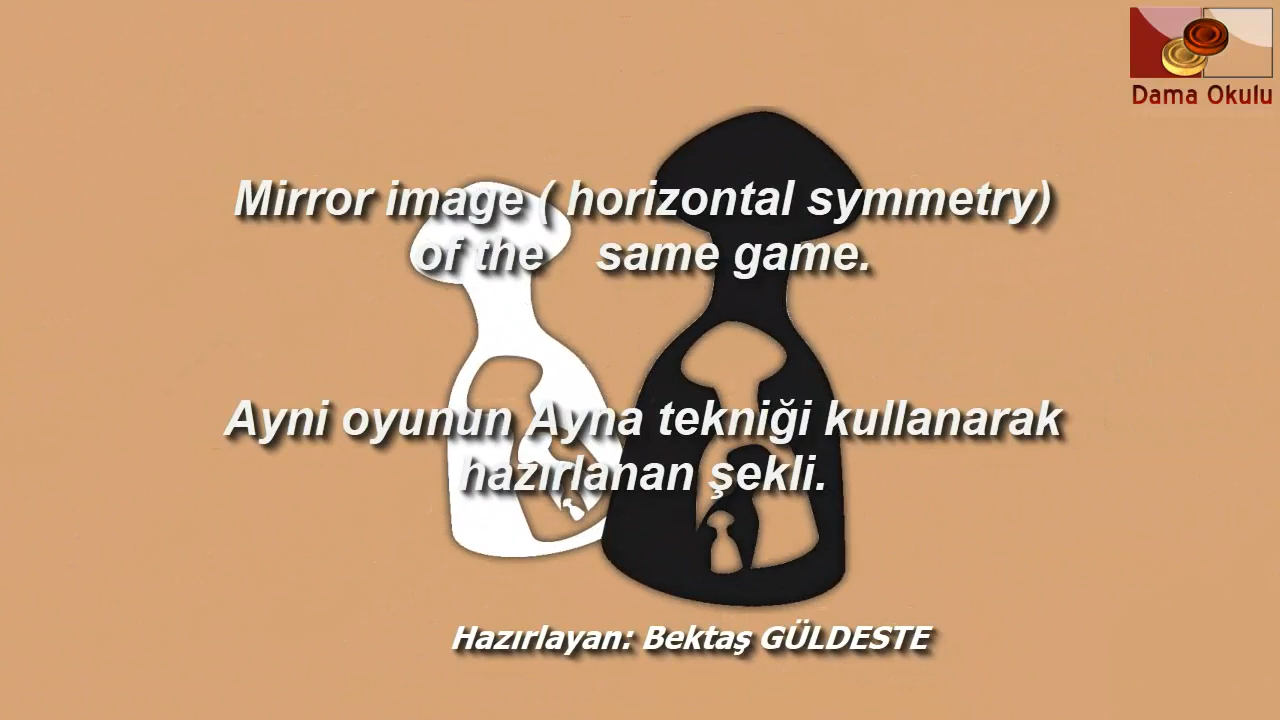 Dama Okulu
Mirror image ( horizontal symmetry)
of the same game.
Ayni oyunun Ayna tekniği kullanarak
hazırlanan şekli.
Hazırlayan: Bektaş GÜLDESTE